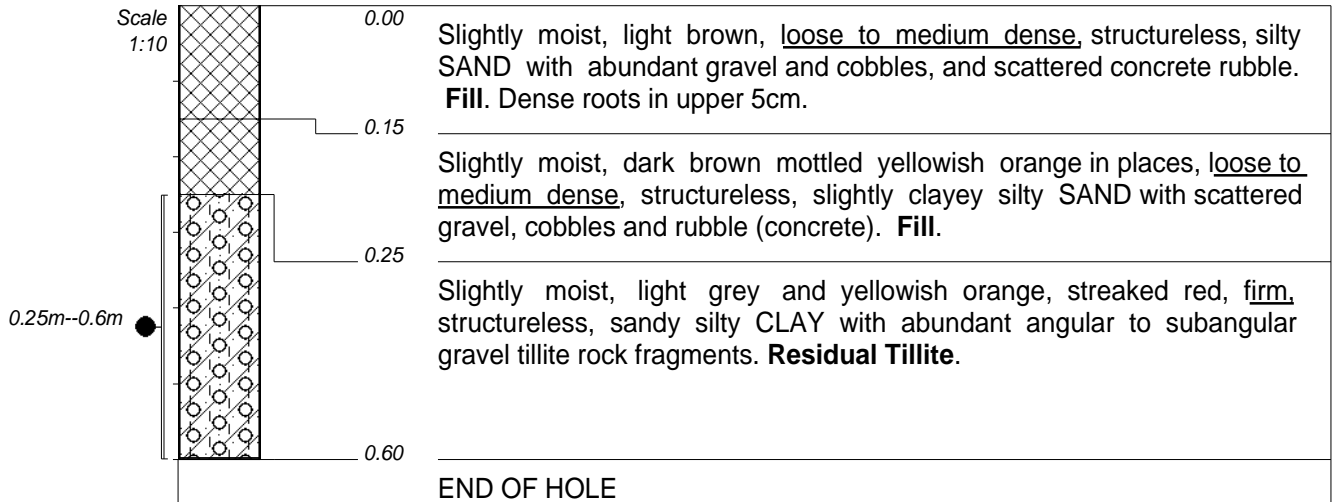 Scale
1:10
0.00
Slightly moist, light brown, loose to medium dense, structureless, silty
SAND with abundant gravel and cobbles, and scattered concrete rubble.
Fill. Dense roots in upper 5cm.
0.15
Slightly moist, dark brown mottled yellowish orange in places, loose to
medium dense, structureless, slightly clayey silty SAND with scattered
gravel, cobbles and rubble (concrete). Fill.
0.25
Slightly moist, light grey and yellowish orange, streaked red, firm,
structureless, sandy silty CLAY with abundant angular to subangular
gravel tillite rock fragments. Residual Tillite.
0.25m--0.6m
0.60
END OF HOLE